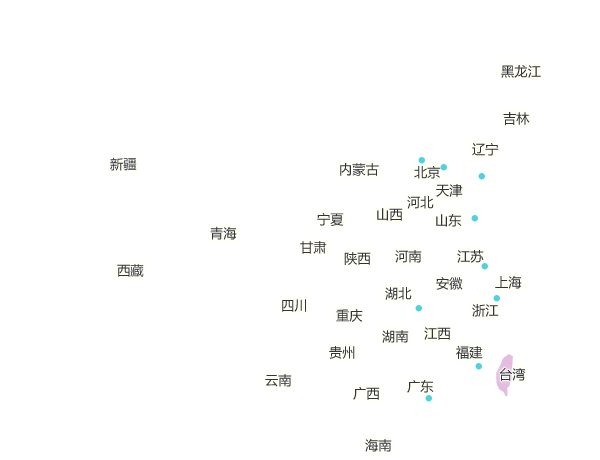 黑龙江
吉林
辽宁
新疆
内蒙古
北京
天津
河北
山西
山东
宁夏
青海
甘肃
陕西
河南
江苏
西藏
安徽
上海
湖北
四川
重庆
浙江
湖南
江西
贵州
福建
云南
台湾
广西
广东
海南